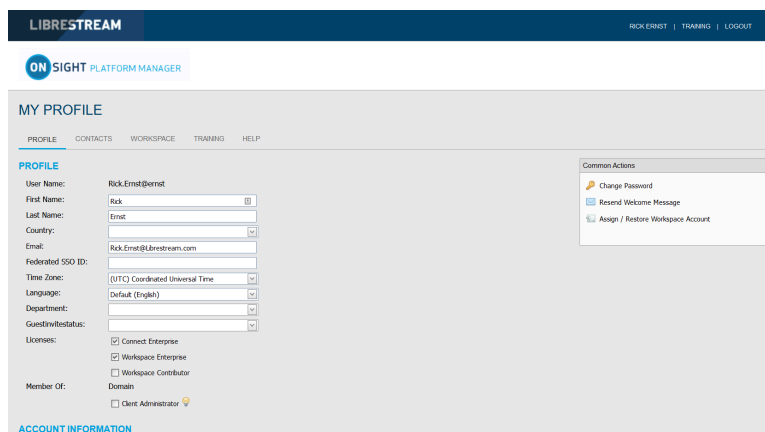 LIBRESTREAM
RICK ERNST | TRAINING | LOGOUT
ON SIGHT PLATFORM MANAGER
MY PROFILE
PROFILE CONTACTS WORKSPACE TRAINING HELP
PROFILE
User Name: Rick.Ernst@ernst
First Name: Rick
Last Name: Ernst
Country:
Email: Rick.Ernst@Librestream.com
Federated SSO ID:
Time Zone: (UTC) Coordinated Universal Time
Language: Default (English)
Department:
Guestinvitestatus:
Licenses: Connect Enterprise
Workspace Enterprise
Workspace Contributor
Member Of: Domain
Client Administrator
ACCOUNT INFORMATION
Common Actions
Change Password
Resend Welcome Message
Assign / Restore Workspace Account